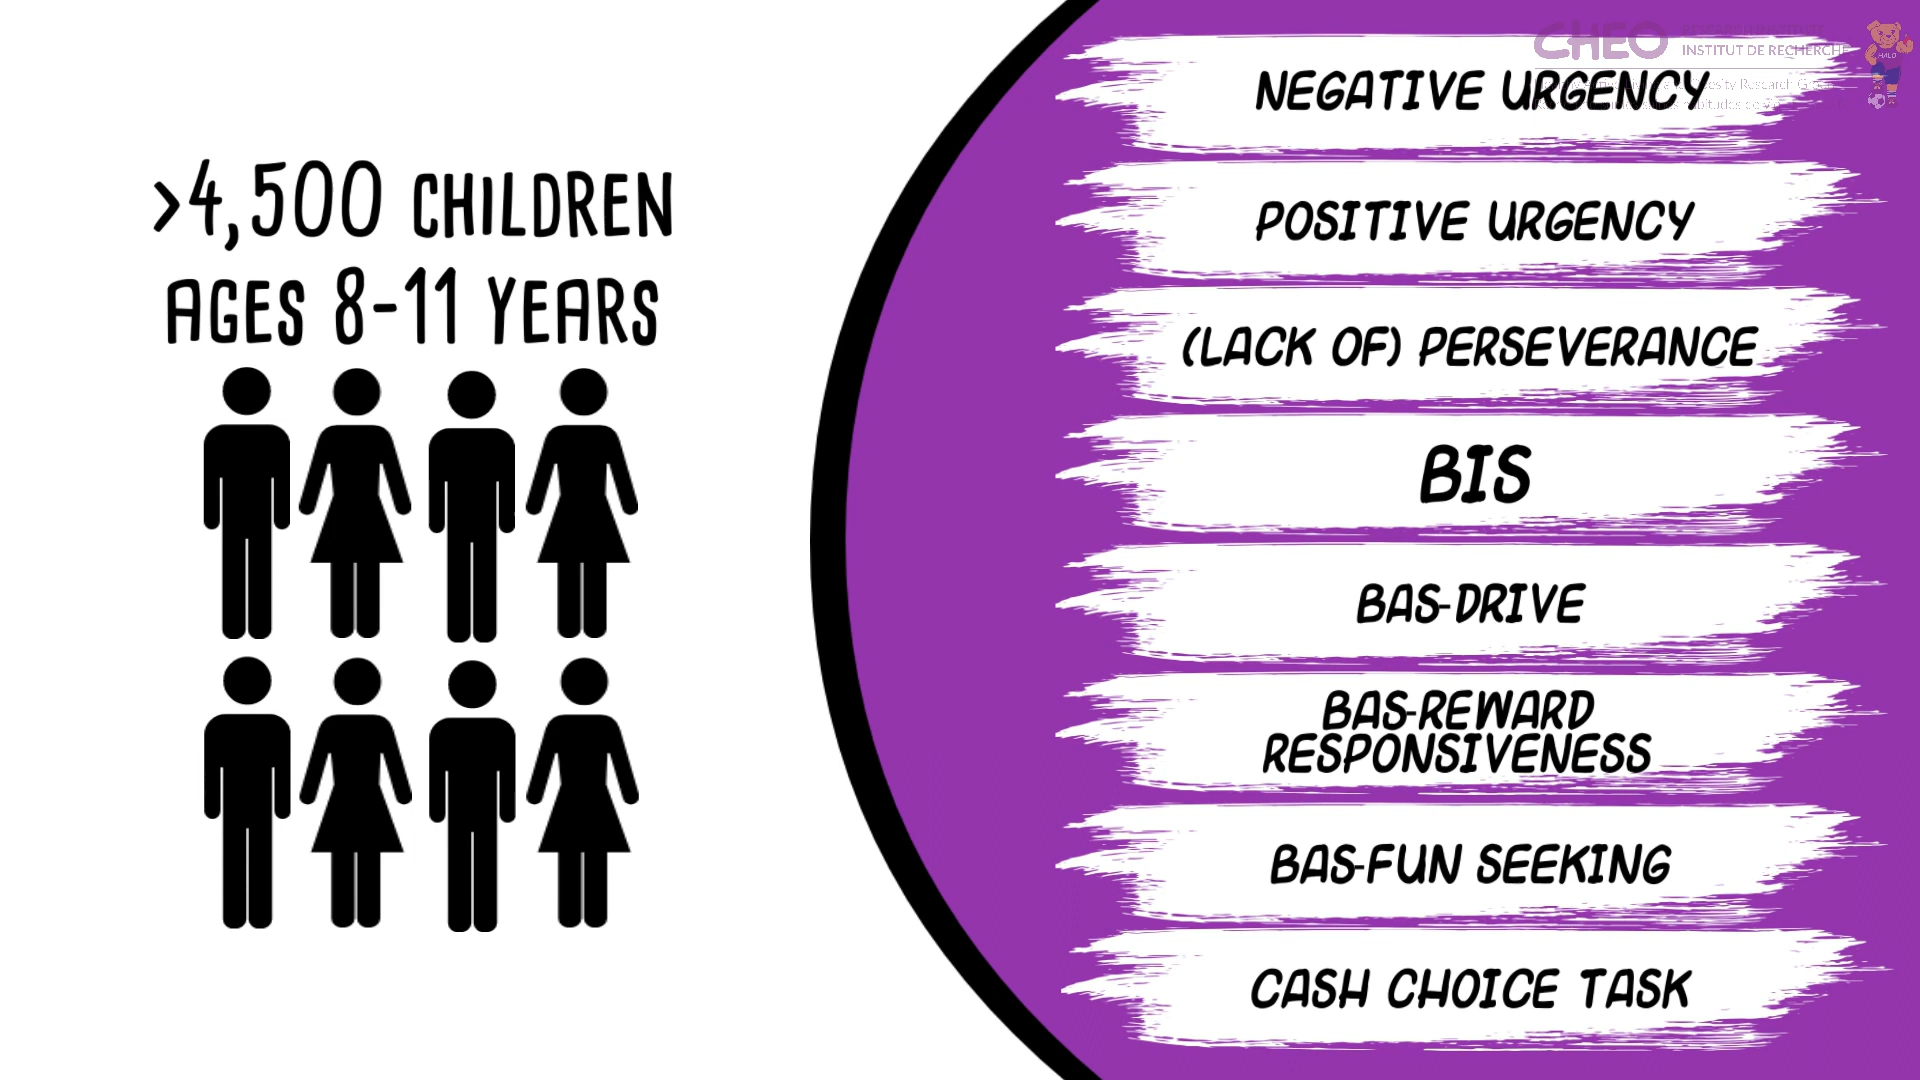 >4,500 CHILDREN
AGES 8-11 YEARS
CHEO
INSTITUT DE RECHERCHE
HALO
NEGATIVE URGENCY
POSITIVE URGENCY
(LACK OF) PERSEVERANCE
BIS
BAS-DRIVE
BAS-REWARD
RESPONSIVENESS
BAS-FUN SEEKING
CASH CHOICE TASK